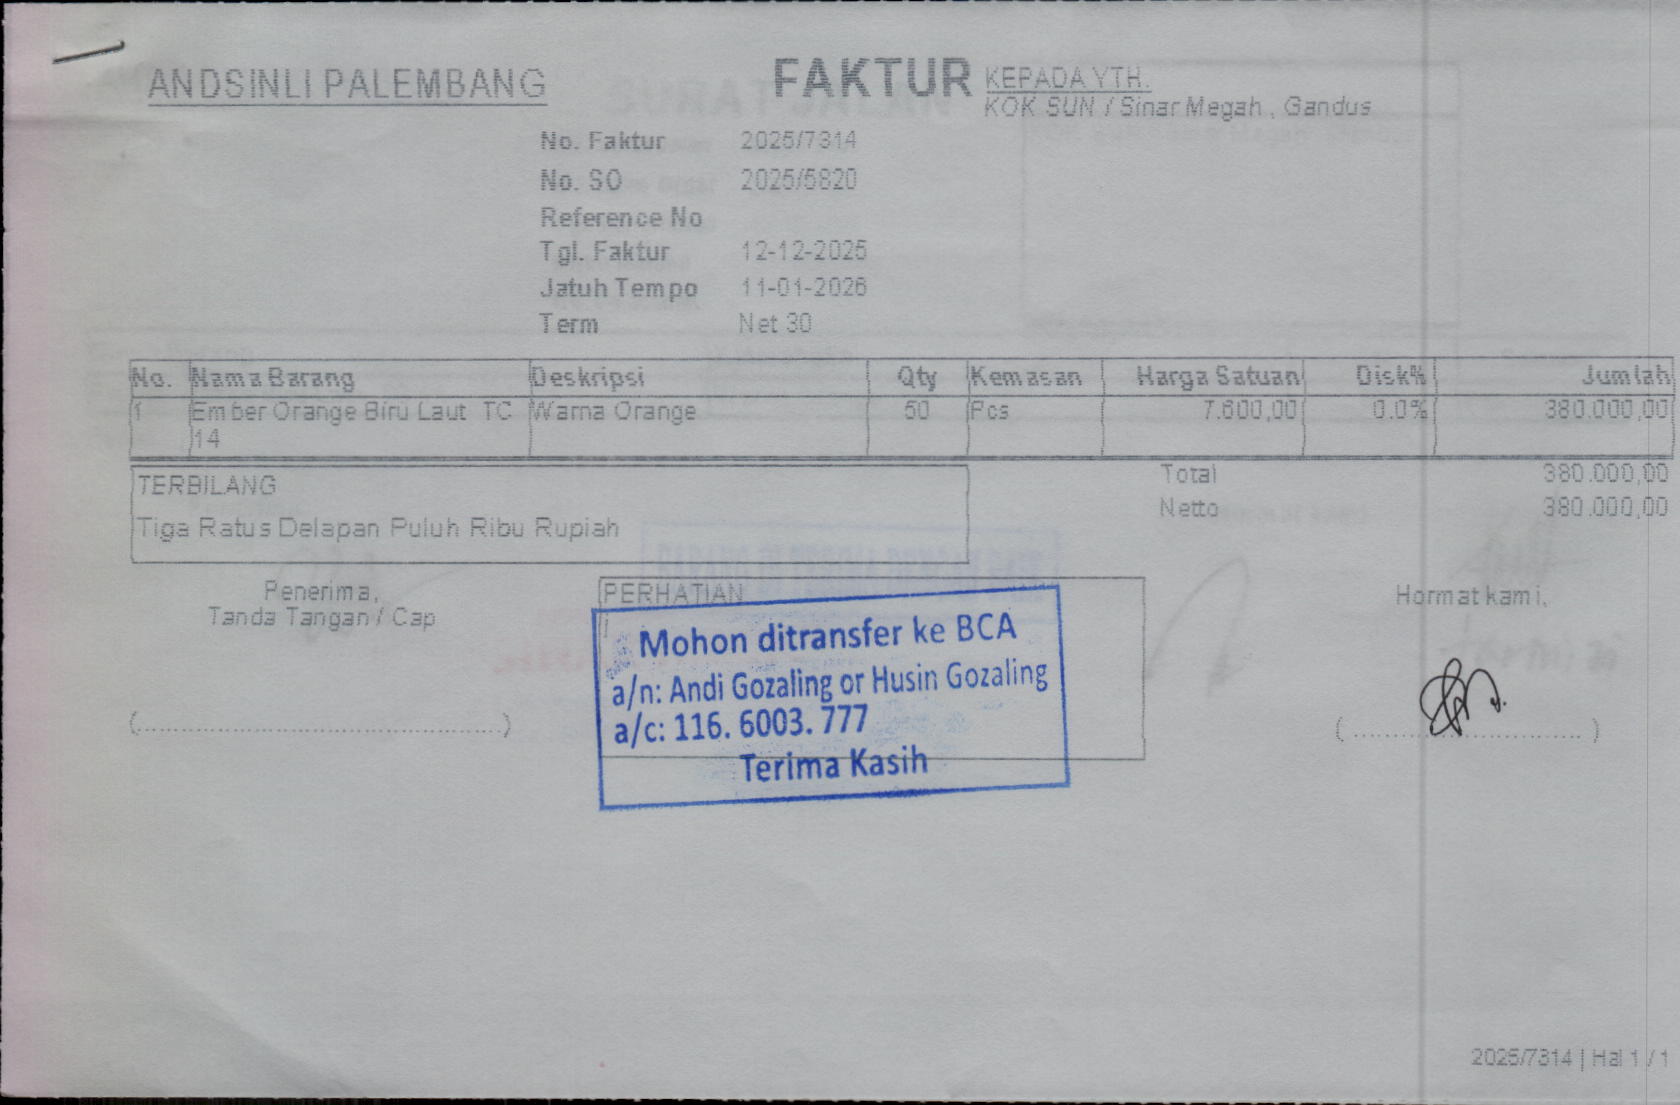 ANDSINLI PALEMBANG
FAKTUR
KEPADA YTH.
KOK SUN / Sinar Megah , Gandus
No. Faktur 2025/7314
No. SO 2025/5820
Reference No
Tgl. Faktur 12-12-2025
Jatuh Tempo 11-01-2026
Term Net 30
No. Nama Barang Deskripsi Qty Kemasan Harga Satuan Disk% Jumlah
1 Ember Orange Biru Laut TC Warna Orange 50 Pcs 7.600,00 0.0% 380.000,00
14
TERBILANG
Tiga Ratus Delapan Puluh Ribu Rupiah
Total 380.000,00
Netto 380.000,00
Penerima,
Tanda Tangan / Cap
PERHATIAN
Mohon ditransfer ke BCA
a/n: Andi Gozaling or Husin Gozaling
a/c: 116. 6003. 777
Terima Kasih
Hormat kami,
(........................................)
(................................)
2025/7314 | Hal 1 / 1